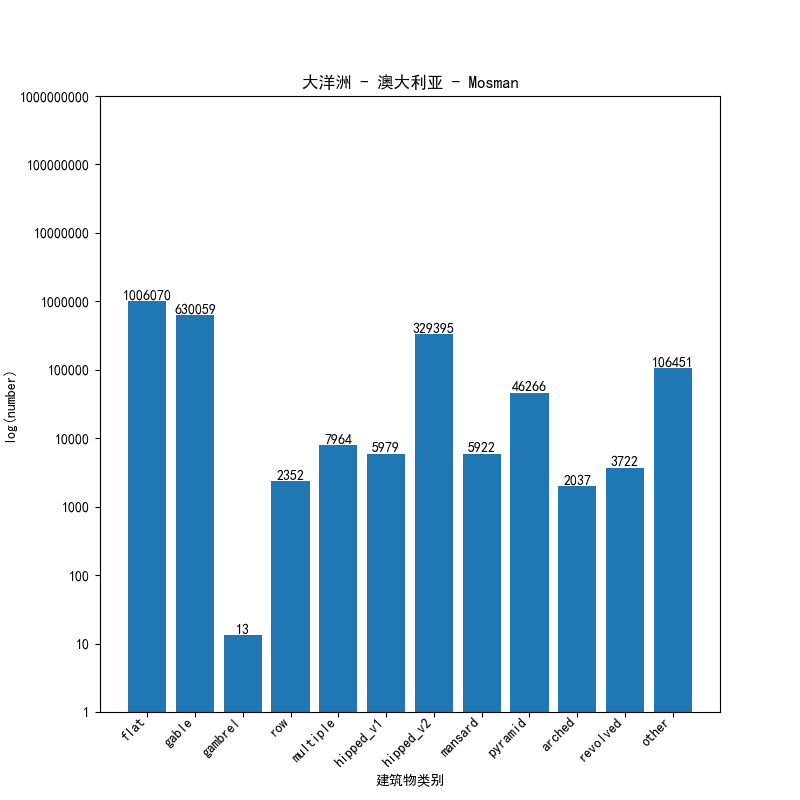 大洋洲 - 澳大利亚 - Mosman
1000000000
100000000
10000000
1000000
100000
10000
1000
100
10
1
log(number)
1006070
630059
13
2352
7964
5979
329395
5922
46266
2037
3722
106451
flat
gable
gambrel
row
multiple
hipped_v1
hipped_v2
mansard
pyramid
arched
revolved
other
建筑物类别